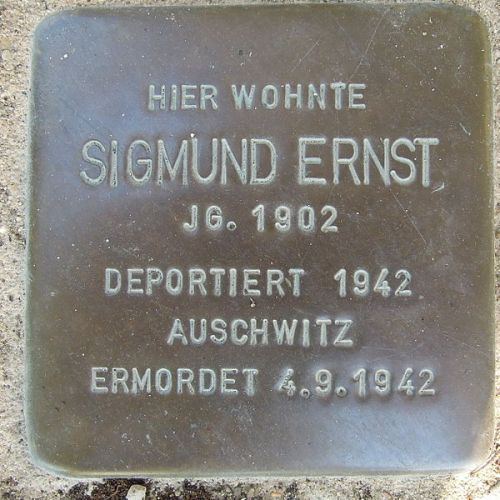 HIER WOHNTE
SIGMUND ERNST
JG. 1902
DEPORTIERT 1942
AUSCHWITZ
ERMORDET 4.9.1942